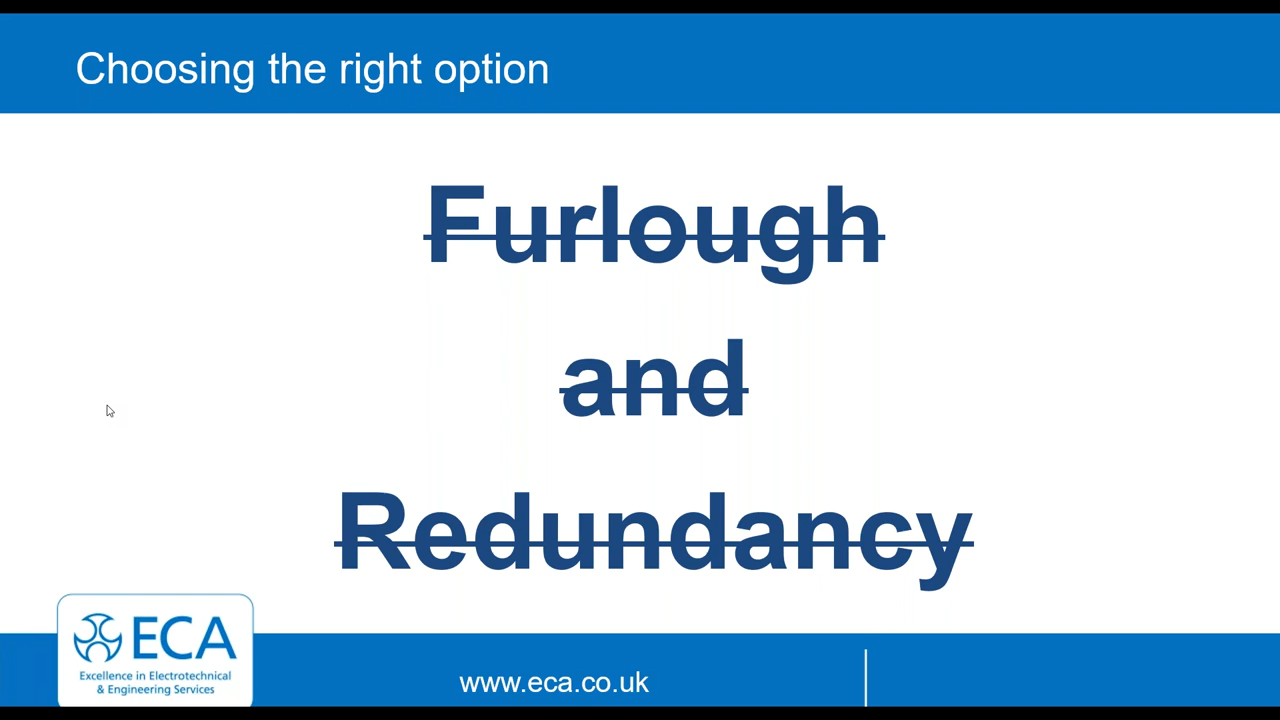 Choosing the right option
Furlough
and
Redundancy
ECA
Excellence in Electrotechnical
& Engineering Services
www.eca.co.uk